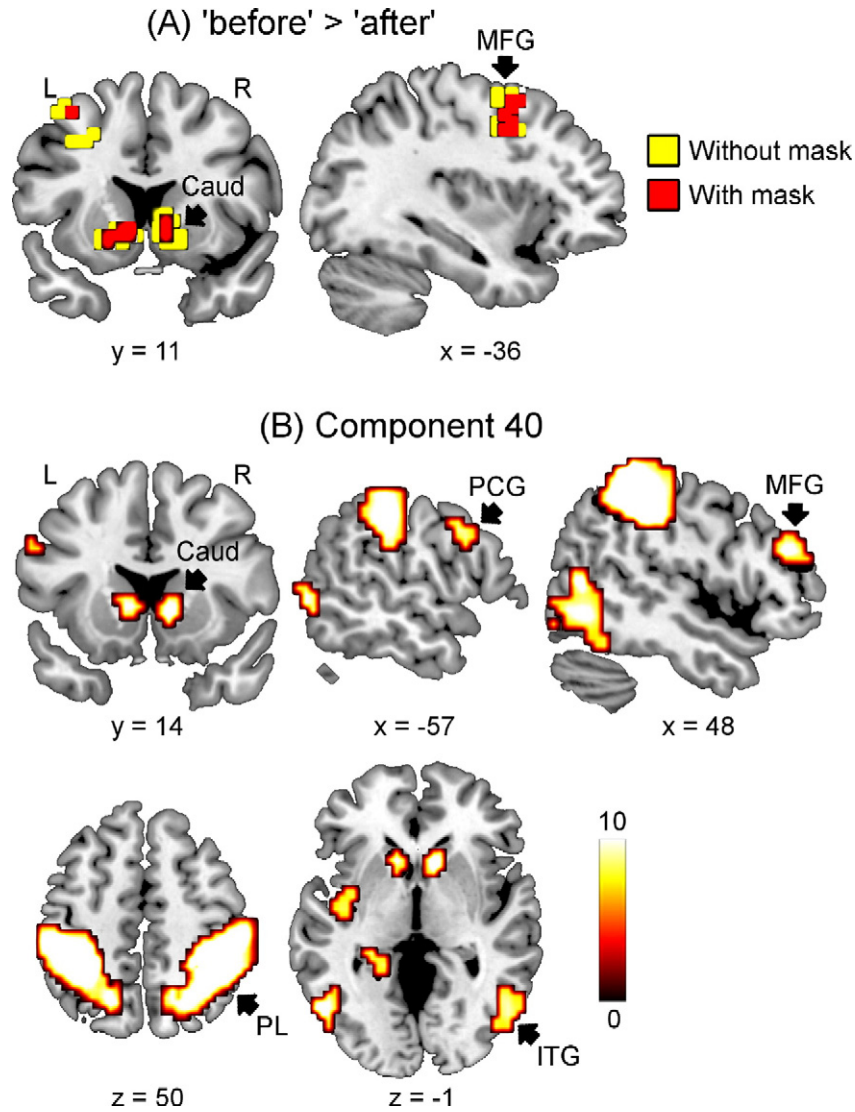 (A) 'before' > 'after'
MFG
L R
Caud
Without mask
With mask
y = 11
x = -36
(B) Component 40
L R
Caud
PCG
MFG
y = 14
x = -57
x = 48
10
0
PL
ITG
z = 50
z = -1